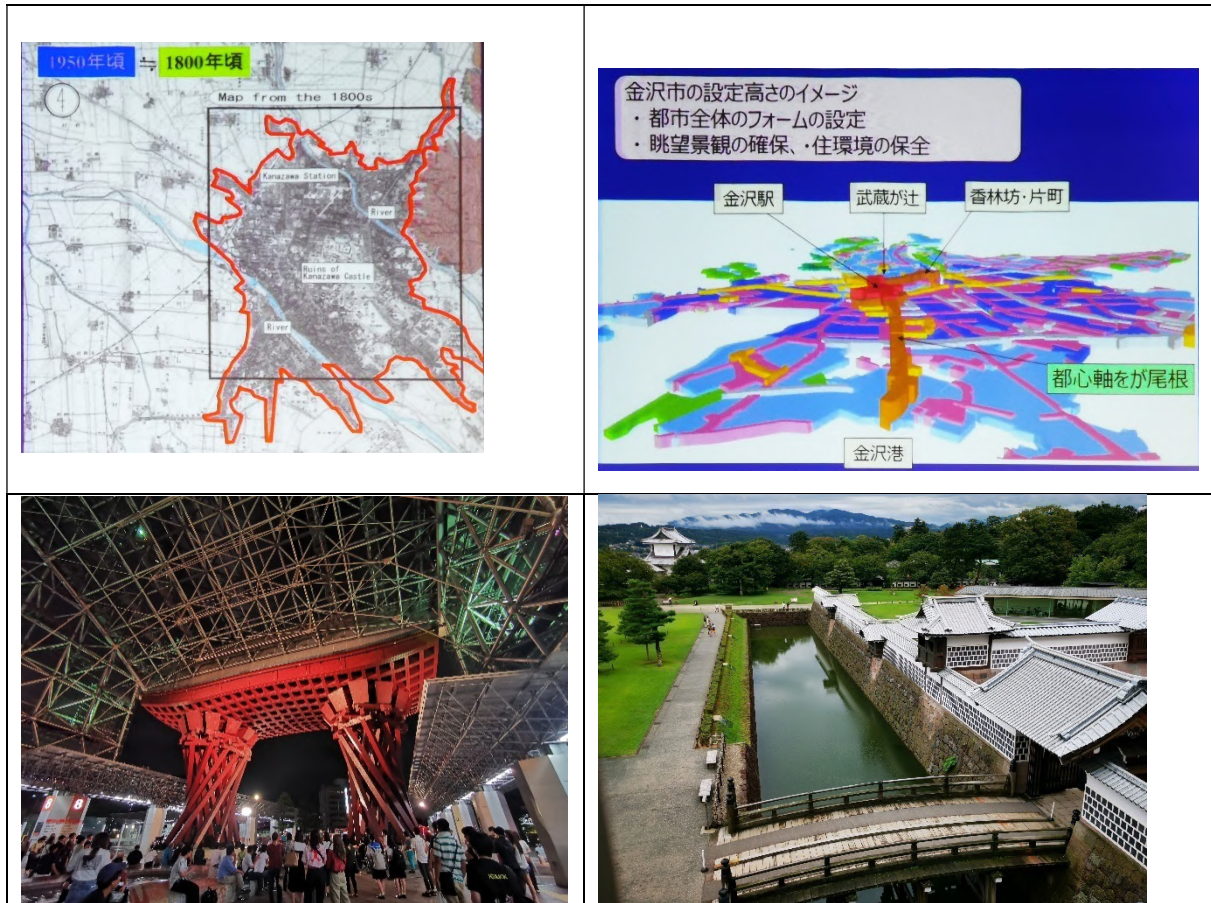 1950年頃 ≒ 1800年頃
4
Map from the 1800s
Kanazawa Station
River
Ruins of
Kanazawa Castle
River
金沢市の設定高さのイメージ
・都市全体のフォームの設定
・眺望景観の確保、・住環境の保全
金沢駅
武蔵が辻
香林坊・片町
都心軸をが尾根
金沢港
8
8